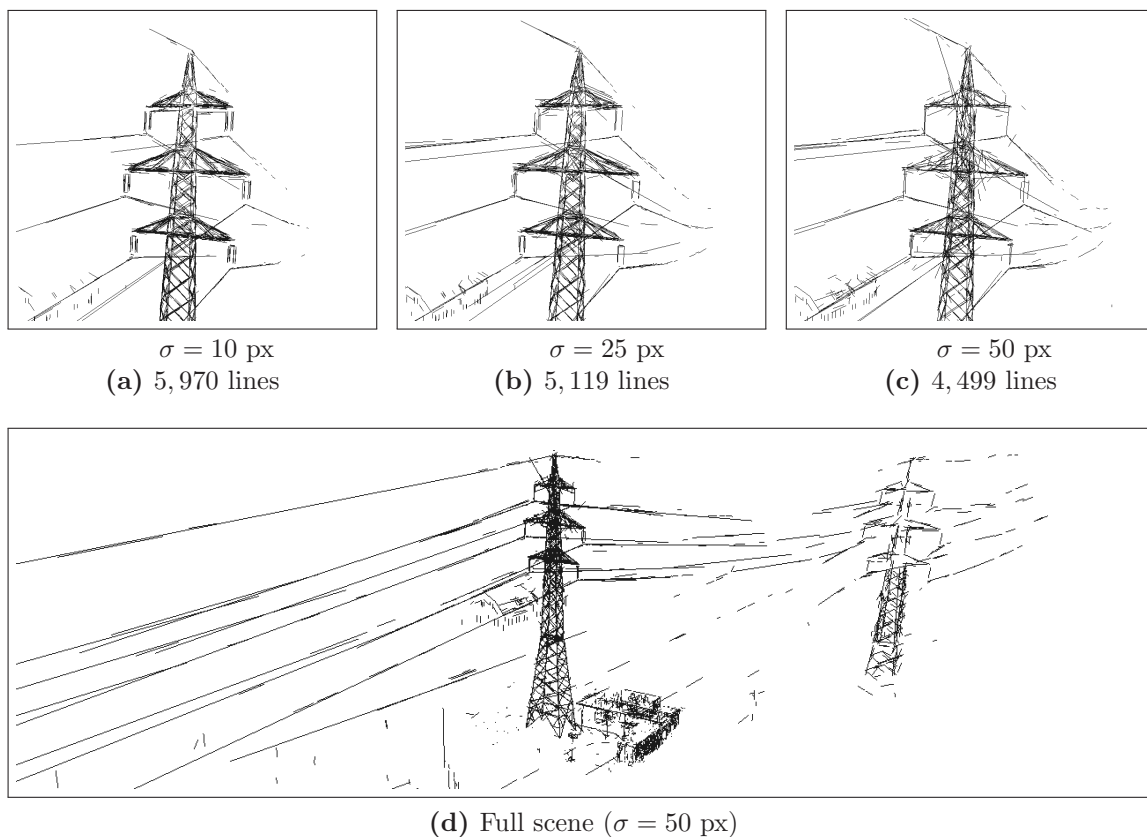 σ = 10 px
(a) 5, 970 lines
σ = 25 px
(b) 5, 119 lines
σ = 50 px
(c) 4, 499 lines
(d) Full scene (σ = 50 px)